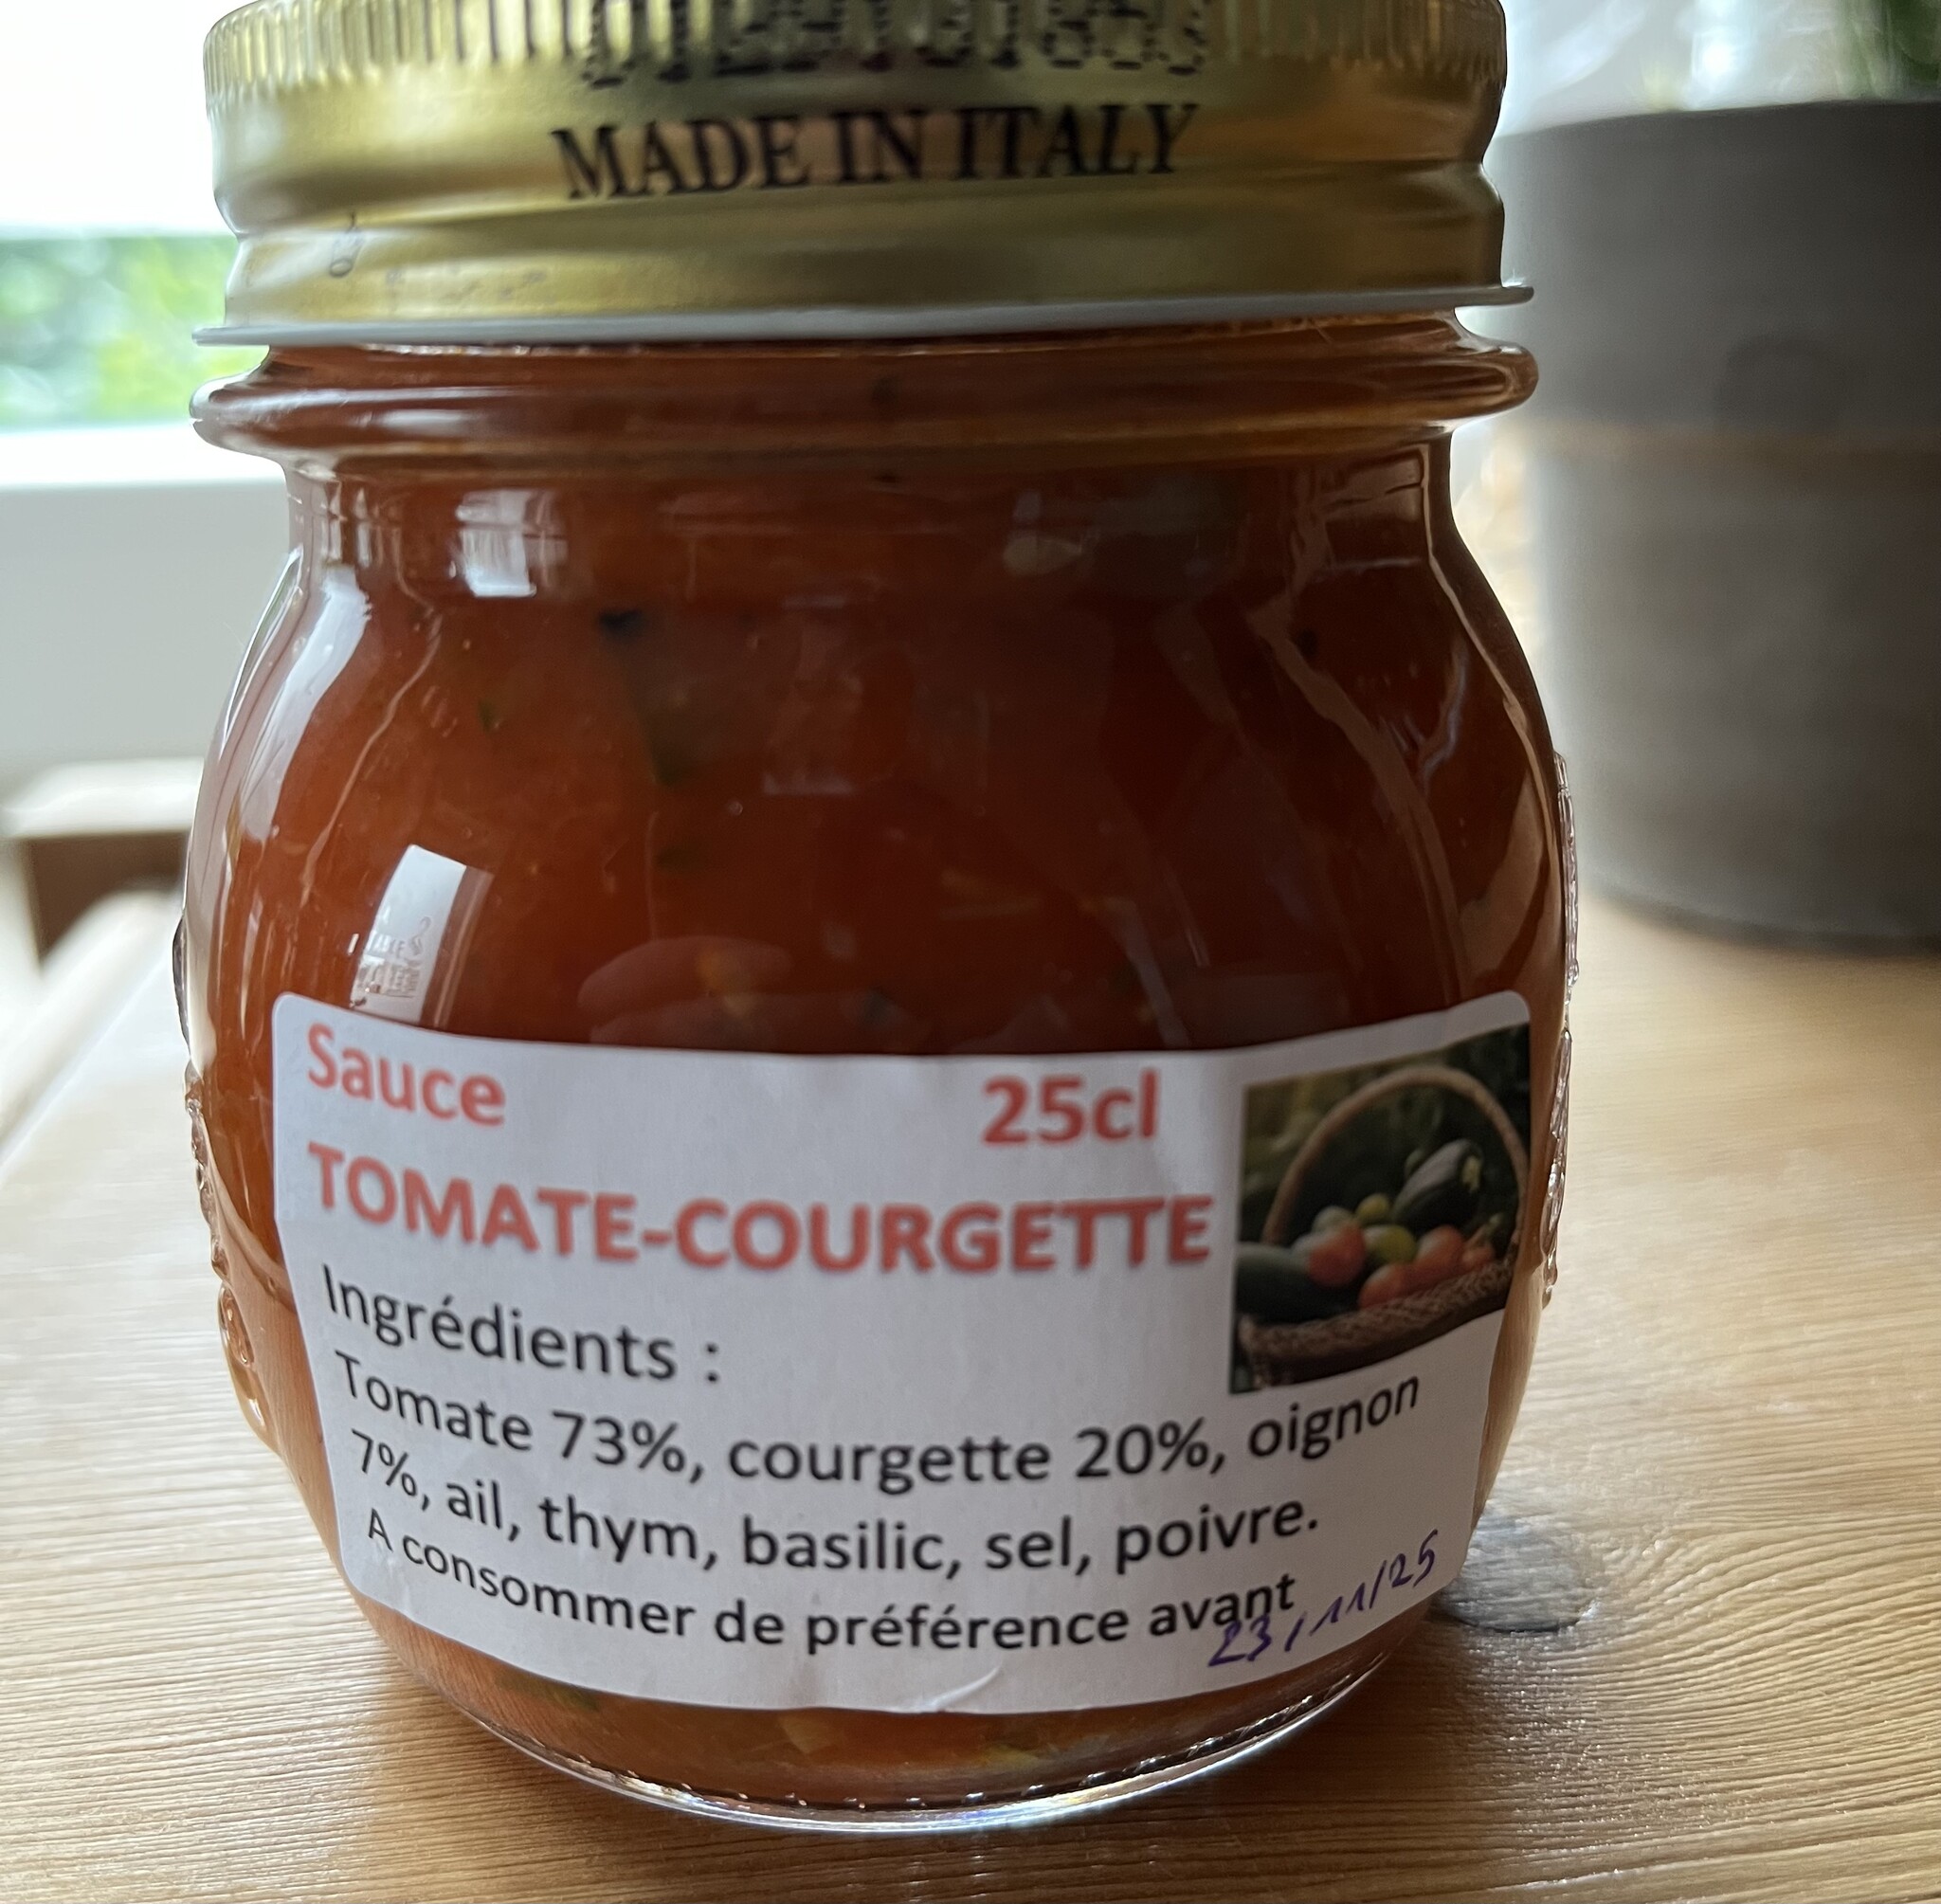 MADE IN ITALY
Sauce 25cl
TOMATE-COURGETTE
Ingrédients :
Tomate 73%, courgette 20%, oignon
7%, ail, thym, basilic, sel, poivre.
A consommer de préférence avant
23/11/25